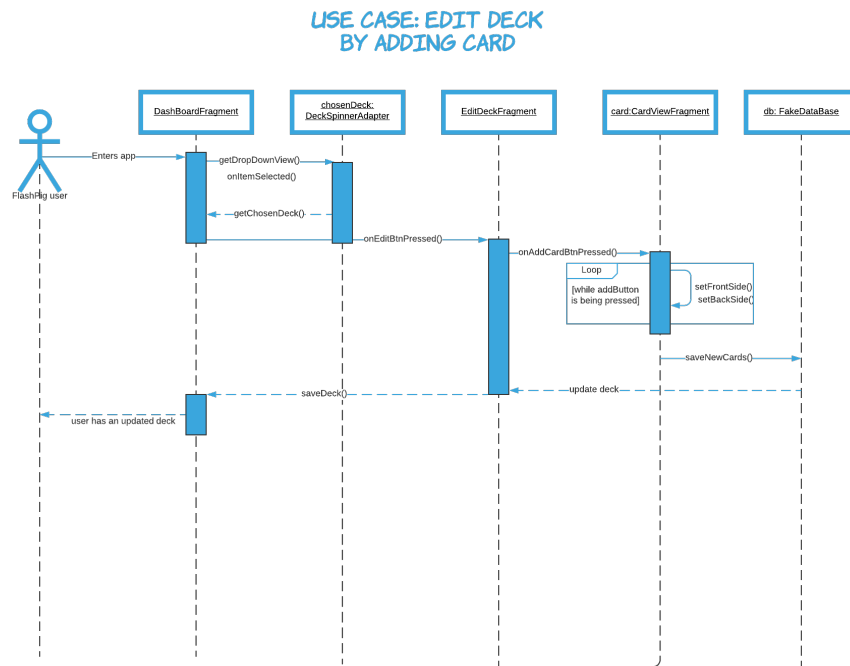 USE CASE: EDIT DECK
BY ADDING CARD
DashBoardFragment
chosenDeck:
DeckSpinnerAdapter
EditDeckFragment
card:CardViewFragment
db: FakeDataBase
FlashPig user
Enters app
getDropDownView()
onItemSelected()
getChosenDeck()
onEditBtnPressed()
onAddCardBtnPressed()
Loop
[while addButton
is being pressed]
setFrontSide()
setBackSide()
saveNewCards()
update deck
saveDeck()
user has an updated deck